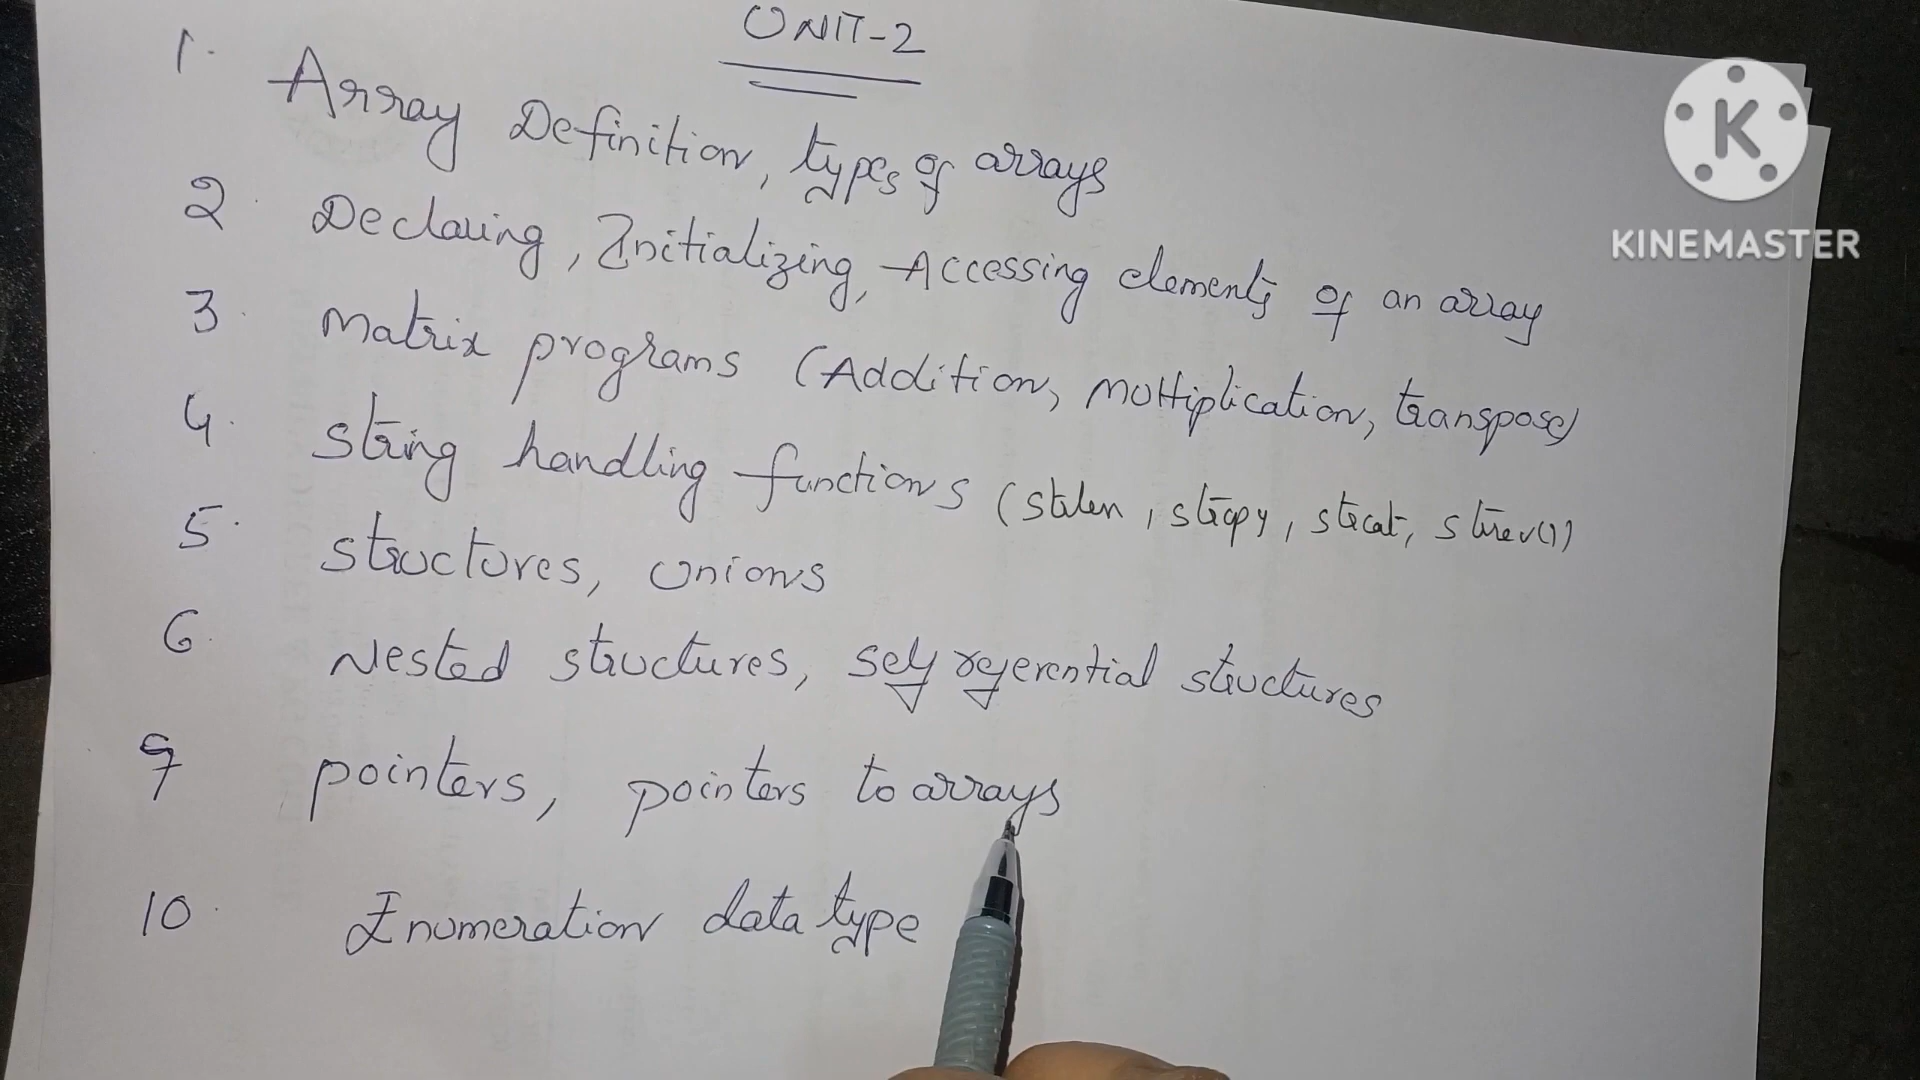 UNIT-2
1. Array Definition, types of arrays
2. Declaring, Initializing, Accessing elements of an array
3. Matrix programs (Addition, multiplication, transpose)
4. String handling functions (strlen, strcpy, strcat, strrev())
5. structures, unions
6. Nested structures, self referential structures
9 pointers, pointers to arrays
10. Enumeration data type
K
KINEMASTER